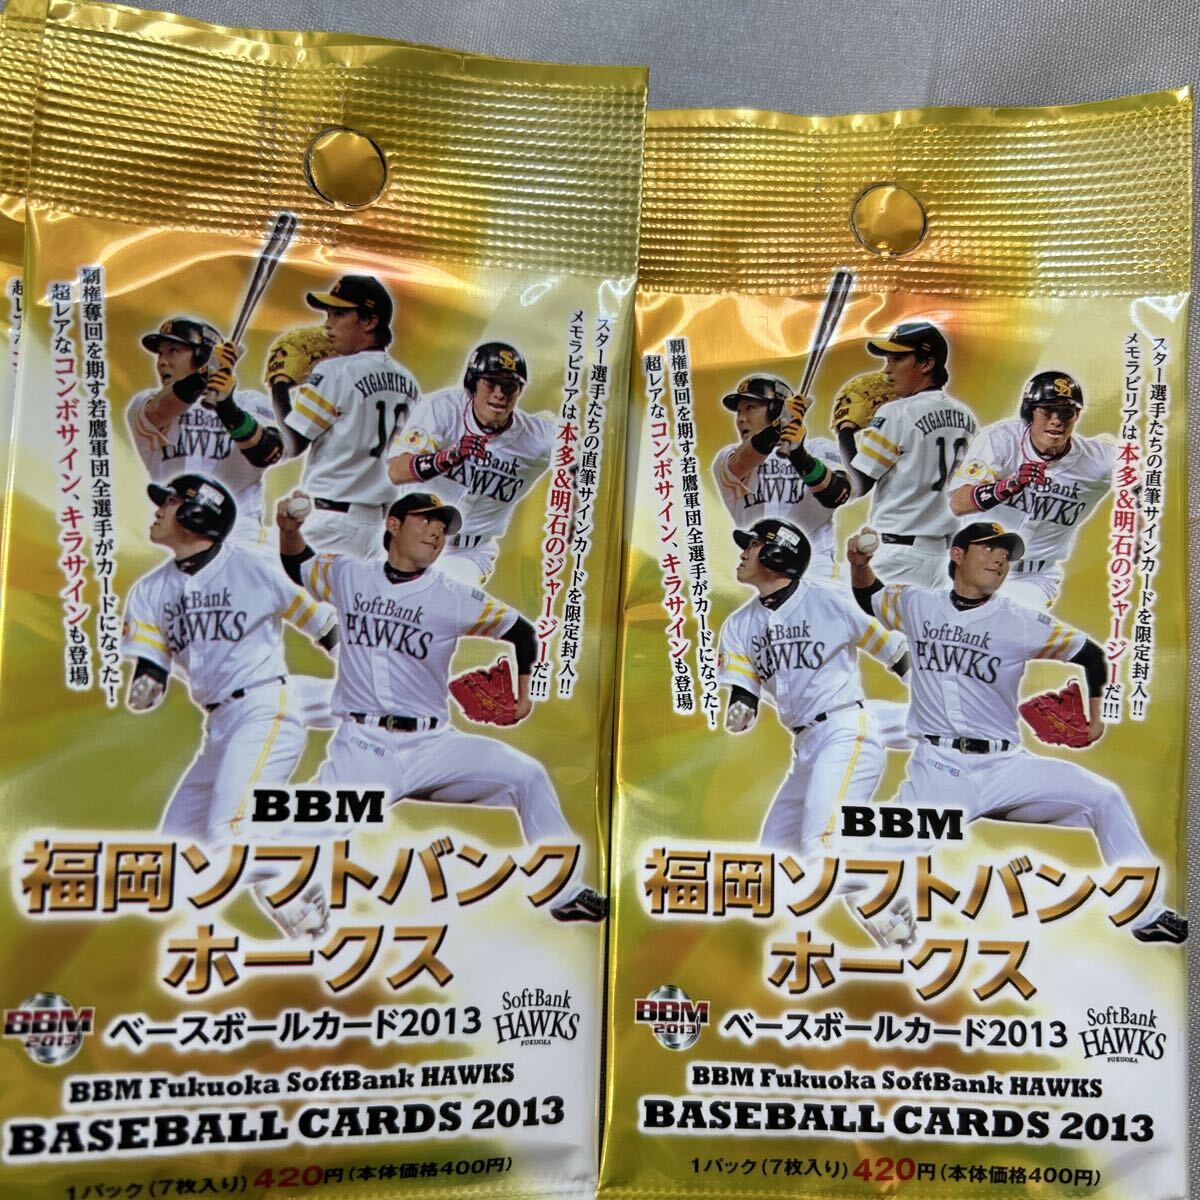 スター選手たちの直筆サインカードを限定封入!!
メモラビリアは本多&明石のジャージーだ!!!
覇権奪回を期す若鷹軍団全選手がカードになった!
超レアなコンボサイン、キラサインも登場
YIGASHIHAMA
SoftBank
HAWKS
SoftBank
HAWKS
SoftBank
HAWKS
BBM
福岡ソフトバンク
ホークス
BBM
2013
ベースボールカード2013
SoftBank
HAWKS
FUKUOKA
BBM Fukuoka SoftBank HAWKS
BASEBALL CARDS 2013
1パック(7枚入り) 420円(本体価格400円)
スター選手たちの直筆サインカードを限定封入!!
メモラビリアは本多&明石のジャージーだ!!!
覇権奪回を期す若鷹軍団全選手がカードになった!
超レアなコンボサイン、キラサインも登場
SoftBank
HAWKS
SoftBank
HAWKS
SoftBank
HAWKS
BBM
福岡ソフトバンク
ホークス
BBM
2013
ベースボールカード2013
SoftBank
HAWKS
FUKUOKA
BBM Fukuoka SoftBank HAWKS
BASEBALL CARDS 2013
1パック(7枚入り) 420円(本体価格400円)